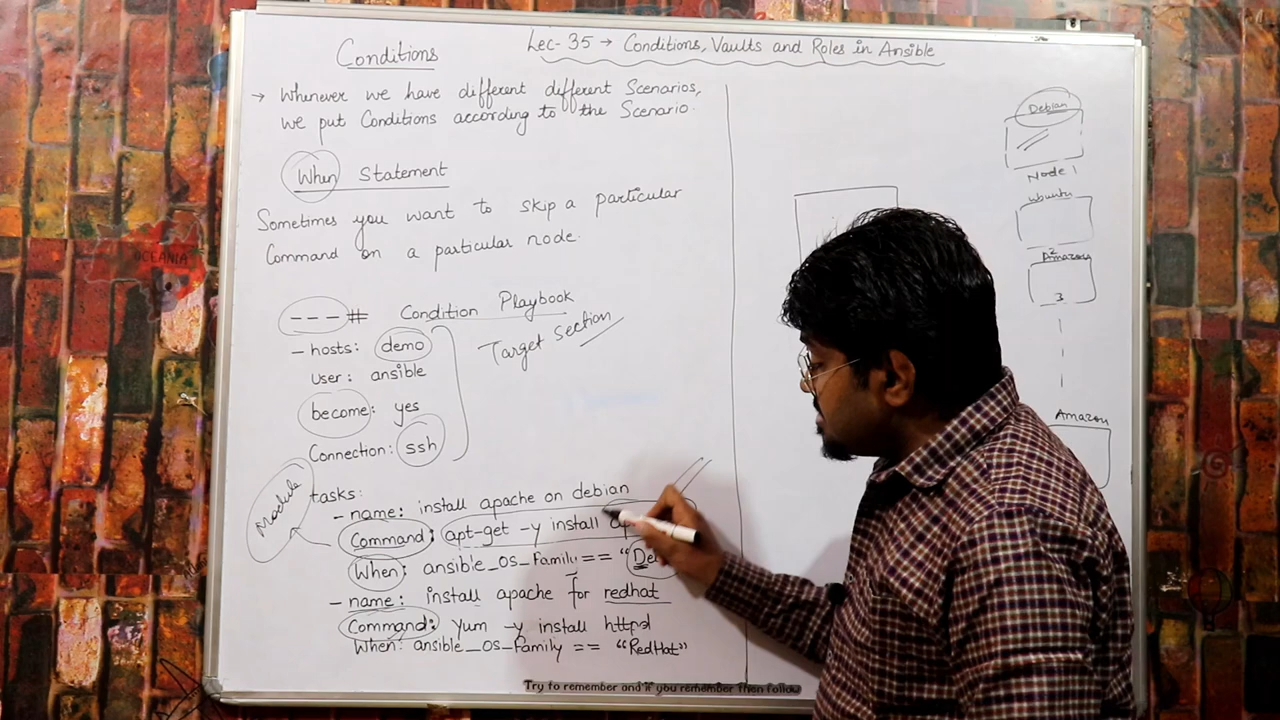 Lec-35 → Conditions, Vaults and Roles in Ansible
Conditions
→ Whenever we have different different Scenarios,
we put Conditions according to the Scenario.
When Statement
Sometimes you want to skip a particular
Command on a particular node.
---# Condition Playbook
- hosts: demo
User: ansible
become: yes
Connection: ssh
Target section
Module
tasks:
- name: install apache on debian
Command: apt-get -y install
When: ansible_OS_Family ==
- name: install apache for redhat
Command: yum -y install httpd
When: ansible_OS_Family == "RedHat"
Debian
Node 1
Ubuntu
2
Amazon
3
Amazon
OCEANIA
Try to remember and if you remember then follow